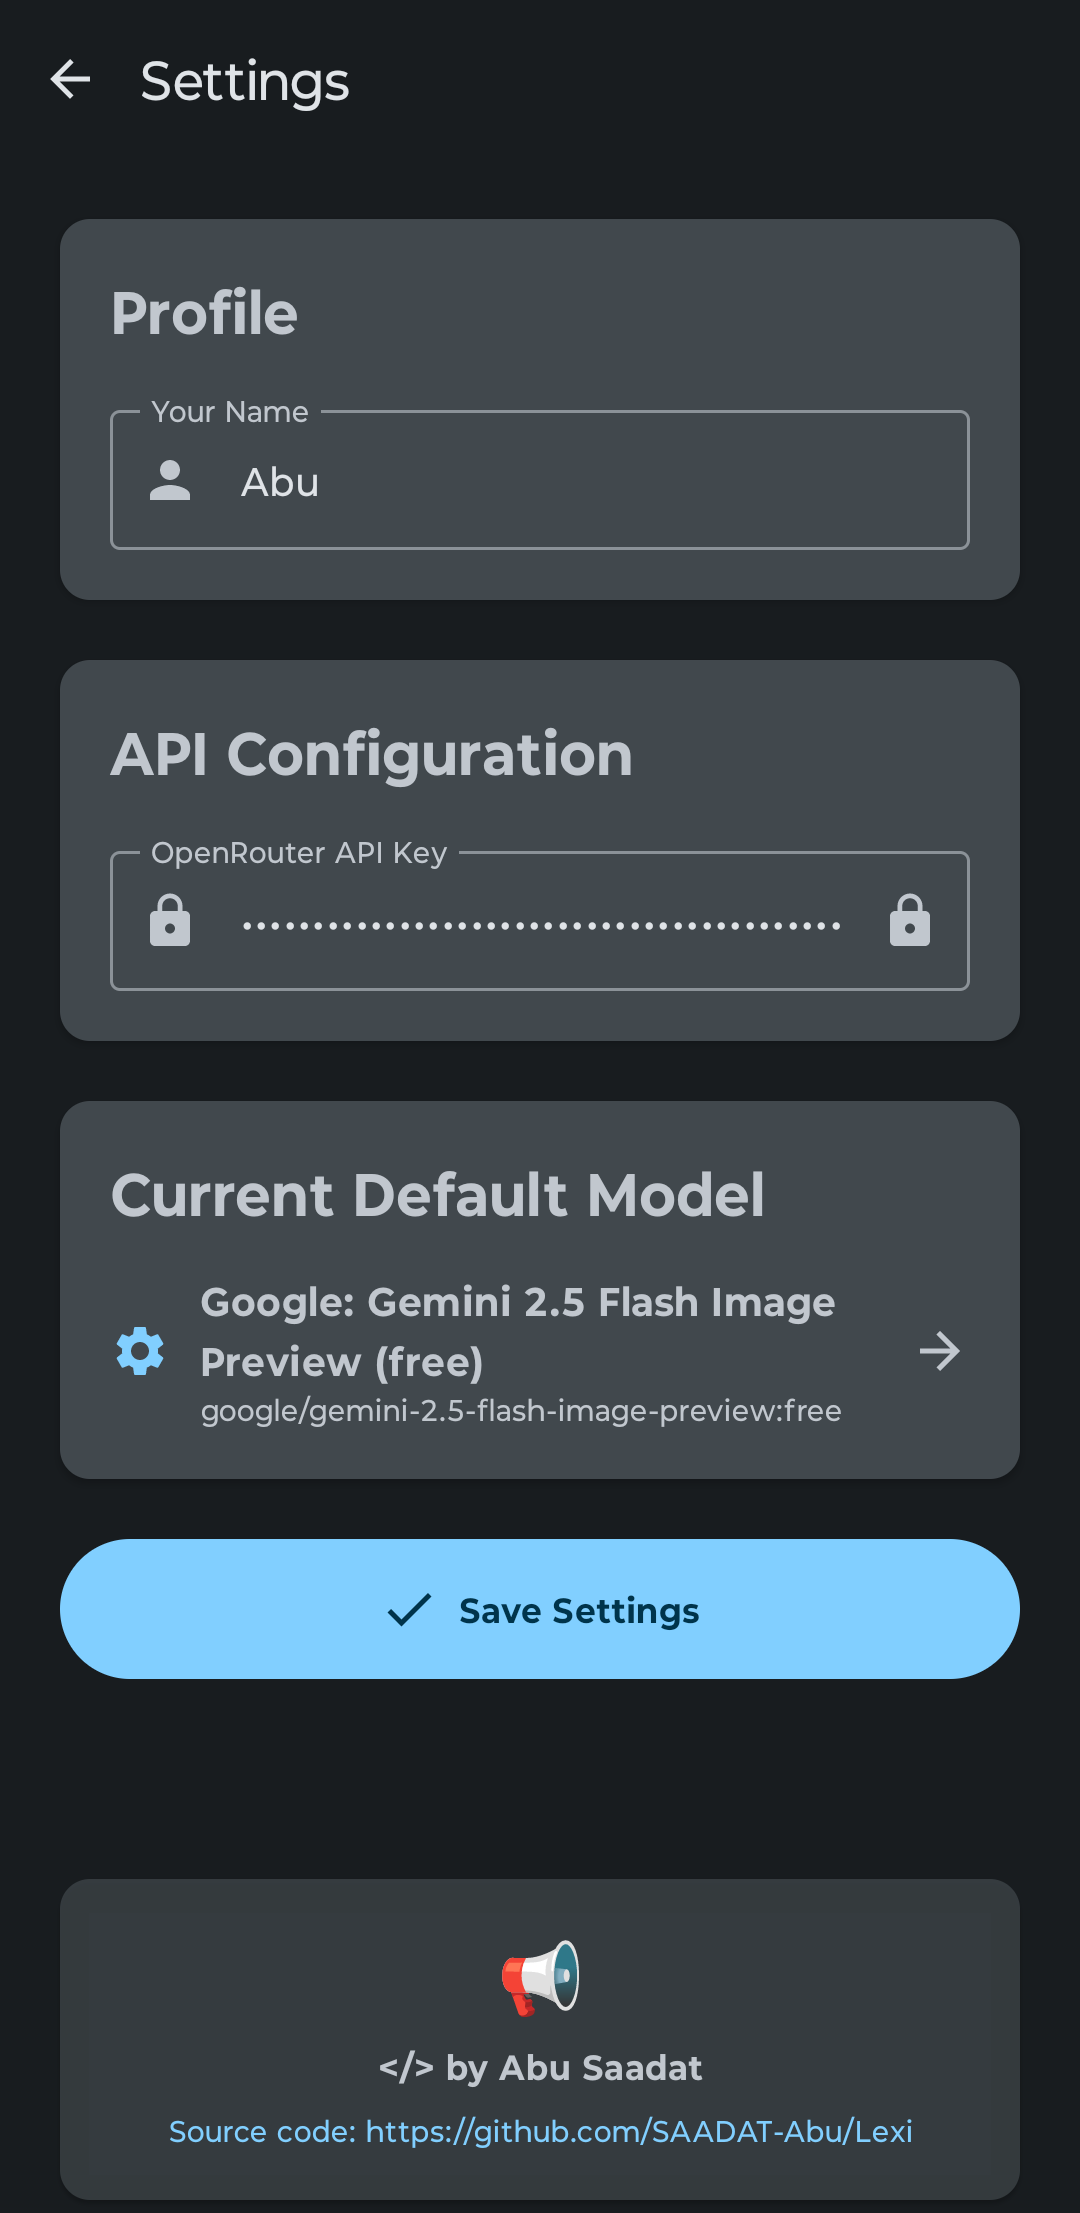 Settings
Profile
Your Name
Abu
API Configuration
OpenRouter API Key
••••••••••••••••••••••••••••••••••••••••••
Current Default Model
Google: Gemini 2.5 Flash Image
Preview (free)
google/gemini-2.5-flash-image-preview:free
Save Settings
</> by Abu Saadat
Source code: https://github.com/SAADAT-Abu/Lexi